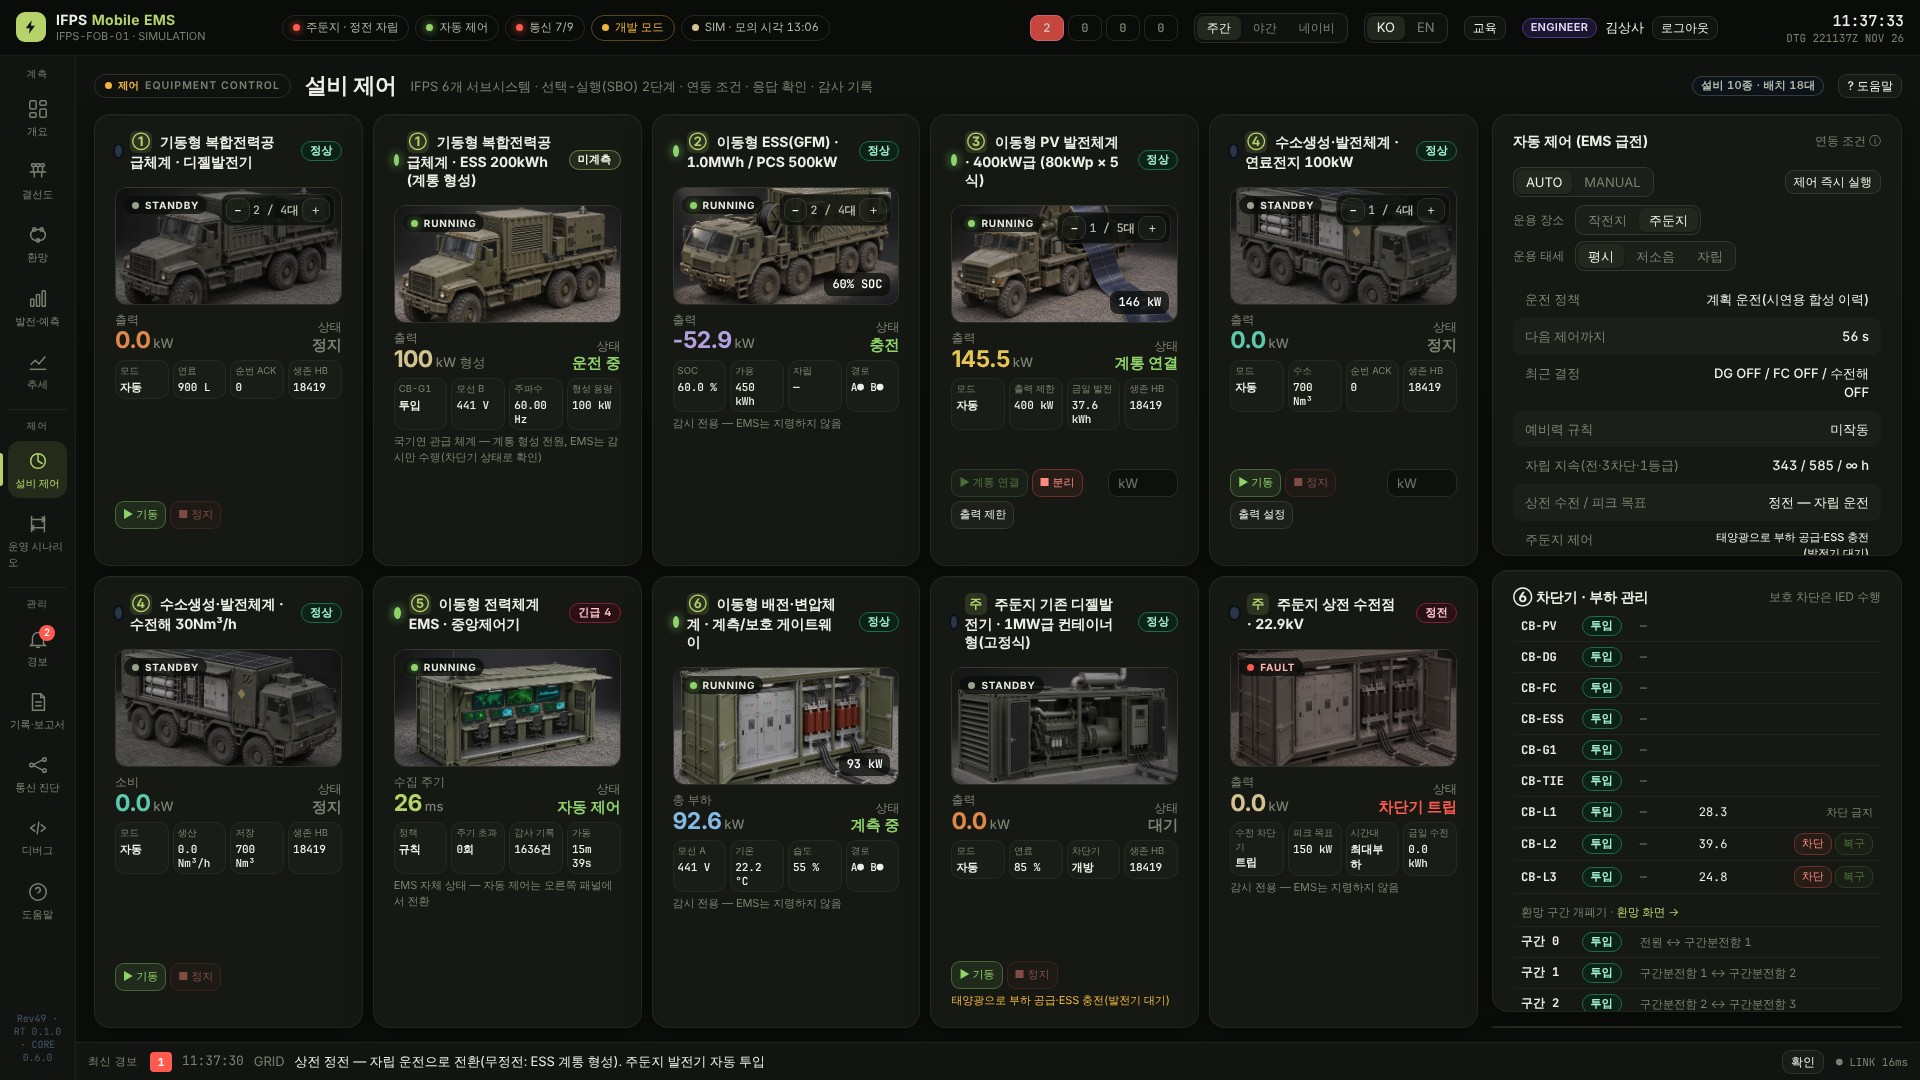 IFPS Mobile EMS
IFPS-FOB-01 · SIMULATION
주둔지 · 정전 자립
자동 제어
통신 7/9
개발 모드
SIM · 모의 시각 13:06
2 0 0 0
주간 야간 네이비
KO EN
교육
ENGINEER 김상사 로그아웃
11:37:33
DTG 221137Z NOV 26
계측
개요
결선도
환망
발전·예측
추세
제어
설비 제어
운영 시나리
오
관리
2
경보
기록·보고서
통신 진단
디버그
도움말
Rev49 ·
RT 0.1.0
· CORE
0.6.0
제어 EQUIPMENT CONTROL
설비 제어
IFPS 6개 서브시스템 · 선택-실행(SBO) 2단계 · 연동 조건 · 응답 확인 · 감사 기록
설비 10종 · 배치 18대
? 도움말
① 기동형 복합전력공
급체계 · 디젤발전기
정상
STANDBY
− 2 / 4대 +
출력
0.0 kW
상태
정지
모드 연료 순번 ACK 생존 HB
자동 900 L 0 18419
▶ 기동 ■ 정지
① 기동형 복합전력공
급체계 · ESS 200kWh
(계통 형성)
미계측
RUNNING
출력
100 kW 형성
상태
운전 중
CB-G1 모선 B 주파수 형성 용량
투입 441 V 60.00 Hz 100 kW
국기연 관급 체계 — 계통 형성 전원, EMS는 감
시만 수행(차단기 상태로 확인)
② 이동형 ESS(GFM) ·
1.0MWh / PCS 500kW
정상
RUNNING
− 2 / 4대 +
60% SOC
출력
-52.9 kW
상태
충전
SOC 가용 자립 경로
60.0 % 450 kWh — A● B●
감시 전용 — EMS는 지령하지 않음
③ 이동형 PV 발전체계
· 400kW급 (80kWp × 5
식)
정상
RUNNING
− 1 / 5대 +
146 kW
출력
145.5 kW
상태
계통 연결
모드 출력 제한 금일 발전 생존 HB
자동 400 kW 37.6 kWh 18419
▶ 계통 연결 ■ 분리 kW
출력 제한
④ 수소생성·발전체계 ·
연료전지 100kW
정상
STANDBY
− 1 / 4대 +
출력
0.0 kW
상태
정지
모드 수소 순번 ACK 생존 HB
자동 700 Nm³ 0 18419
▶ 기동 ■ 정지 kW
출력 설정
④ 수소생성·발전체계 ·
수전해 30Nm³/h
정상
STANDBY
소비
0.0 kW
상태
정지
모드 생산 저장 생존 HB
자동 0.0 Nm³/h 700 Nm³ 18419
▶ 기동 ■ 정지
⑤ 이동형 전력체계
EMS · 중앙제어기
긴급 4
RUNNING
수집 주기
26 ms
상태
자동 제어
정책 주기 초과 감사 기록 가동
규칙 0회 1636건 15m 39s
EMS 자체 상태 — 자동 제어는 오른쪽 패널에
서 전환
⑥ 이동형 배전·변압체
계 · 계측/보호 게이트웨
이
정상
RUNNING
93 kW
총 부하
92.6 kW
상태
계측 중
모선 A 기온 습도 경로
441 V 22.2 °C 55 % A● B●
감시 전용 — EMS는 지령하지 않음
주 주둔지 기존 디젤발
전기 · 1MW급 컨테이너
형(고정식)
정상
STANDBY
출력
0.0 kW
상태
대기
모드 연료 차단기 생존 HB
자동 85 % 개방 18419
▶ 기동 ■ 정지
태양광으로 부하 공급·ESS 충전(발전기 대기)
주 주둔지 상전 수전점
· 22.9kV
정전
FAULT
출력
0.0 kW
상태
차단기 트립
수전 차단기 피크 목표 시간대 금일 수전
트립 150 kW 최대부하 0.0 kWh
감시 전용 — EMS는 지령하지 않음
자동 제어 (EMS 급전)
연동 조건 ⓘ
AUTO MANUAL
제어 즉시 실행
운용 장소 작전지 주둔지
운용 태세 평시 저소음 자립
운전 정책 계획 운전(시연용 합성 이력)
다음 제어까지 56 s
최근 결정 DG OFF / FC OFF / 수전해
OFF
예비력 규칙 미작동
자립 지속(전·3차단·1등급) 343 / 585 / ∞ h
상전 수전 / 피크 목표 정전 — 자립 운전
주둔지 제어 태양광으로 부하 공급·ESS 충전
(발전기 대기)
⑥ 차단기 · 부하 관리
보호 차단은 IED 수행
CB-PV 투입 —
CB-DG 투입 —
CB-FC 투입 —
CB-ESS 투입 —
CB-G1 투입 —
CB-TIE 투입 —
CB-L1 투입 — 28.3 차단 금지
CB-L2 투입 — 39.6 차단 복구
CB-L3 투입 — 24.8 차단 복구
환망 구간 개폐기 · 환망 화면 →
구간 0 투입 전원 ↔ 구간분전함 1
구간 1 투입 구간분전함 1 ↔ 구간분전함 2
구간 2 투입 구간분전함 2 ↔ 구간분전함 3
최신 경보 1 11:37:30 GRID 상전 정전 — 자립 운전으로 전환(무정전: ESS 계통 형성). 주둔지 발전기 자동 투입
확인
LINK 16ms